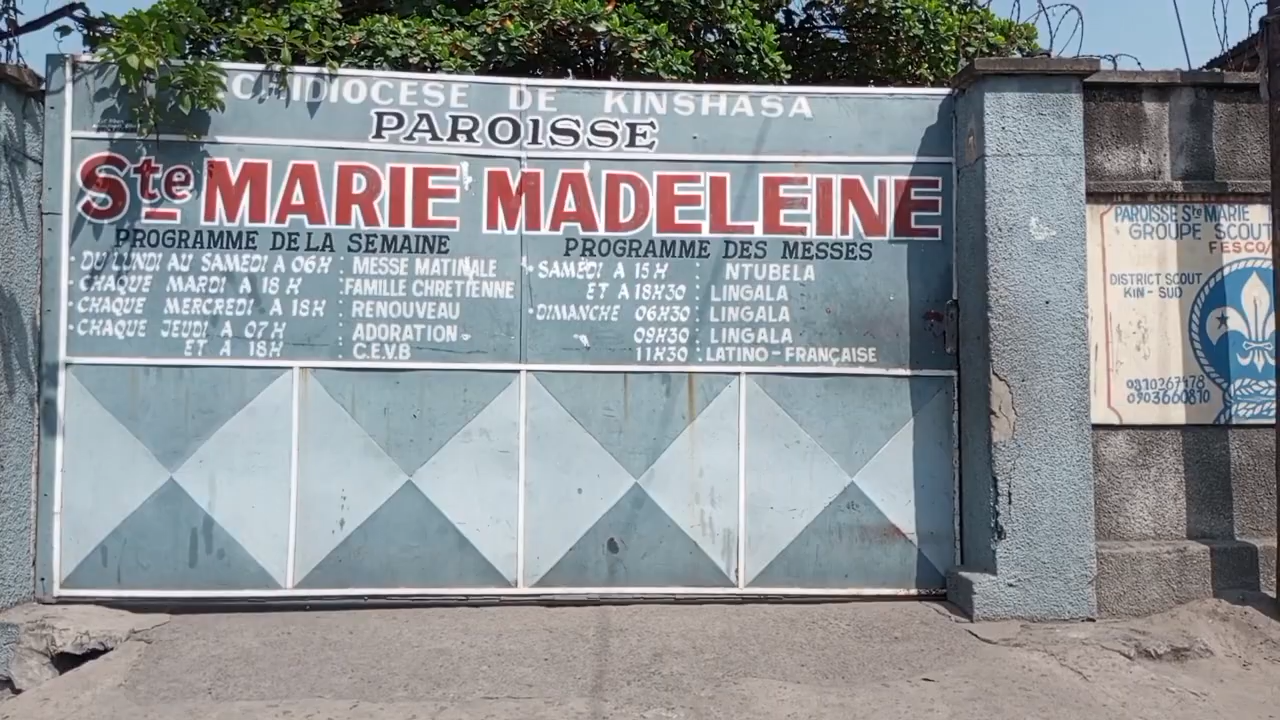 CHIDIOCESE DE KINSHASA
PAROISSE
Ste MARIE MADELEINE
PROGRAMME DE LA SEMAINE
• DU LUNDI AU SAMEDI A 06H : MESSE MATINALE
• CHAQUE MARDI A 18H : FAMILLE CHRETIENNE
• CHAQUE MERCREDI A 18H : RENOUVEAU
• CHAQUE JEUDI A 07H : ADORATION
ET A 18H : C.E.V.B
PROGRAMME DES MESSES
• SAMEDI A 15H : NTUBELA
ET A 18H30 : LINGALA
• DIMANCHE 06H30 : LINGALA
09H30 : LINGALA
11H30 : LATINO-FRANÇAISE
PAROISSE Ste MARIE
GROUPE SCOUT
FESCO/
DISTRICT SCOUT
KIN - SUD
0903660810